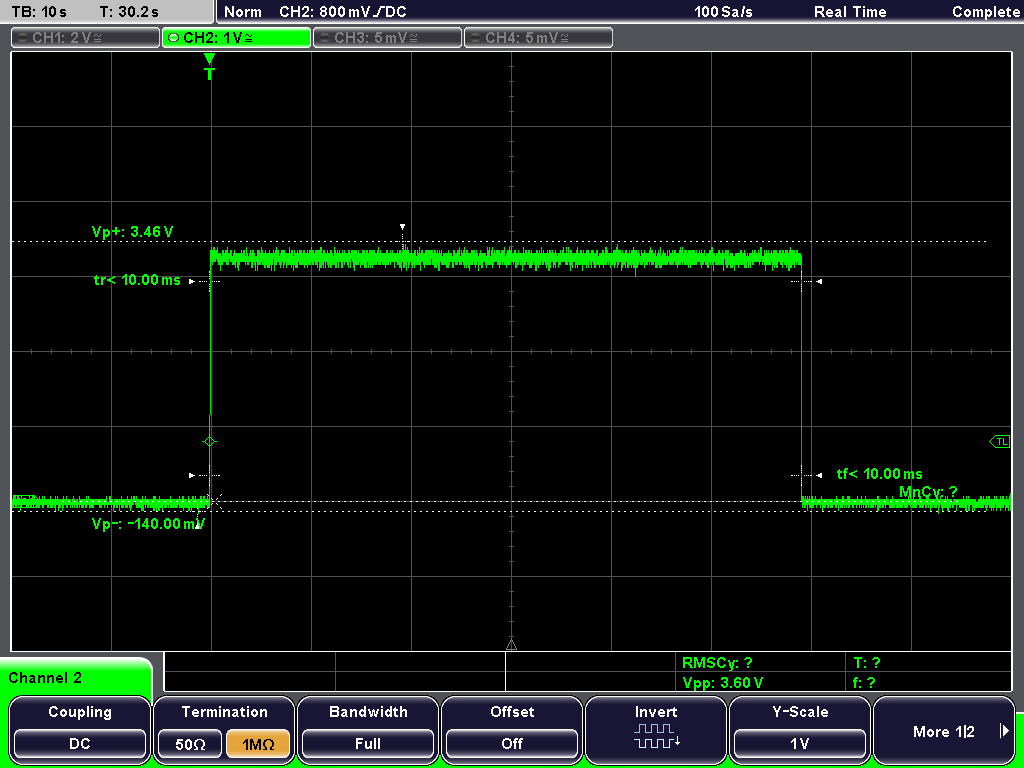 TB: 10 s T: 30.2 s Norm CH2: 800 mV DC 100 Sa/s Real Time Complete
CH1: 2 V CH2: 1V CH3: 5 mV CH4: 5 mV
T
Vp+: 3.46 V
tr< 10.00 ms
TL
tf< 10.00 ms
MnCy: ?
Vp-: -140.00 mV
RMSCy: ? T: ?
Vpp: 3.60 V f: ?
Channel 2
Coupling Termination Bandwidth Offset Invert Y-Scale More 1|2
DC 50Ω 1MΩ Full Off 1V